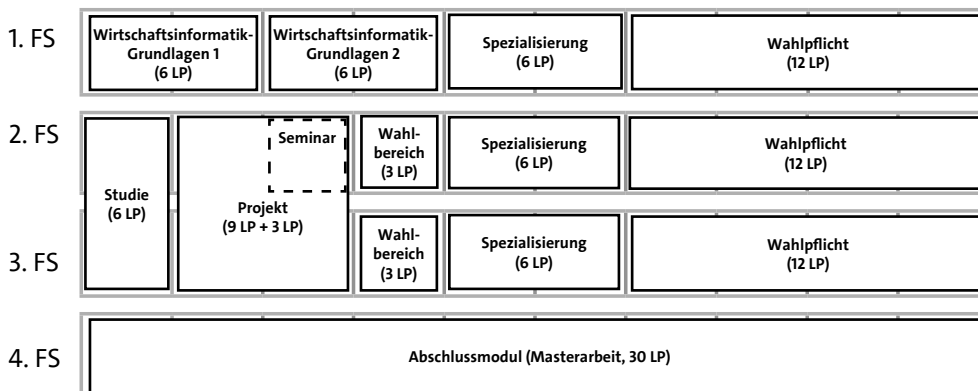 1. FS
Wirtschaftsinformatik-
Grundlagen 1
(6 LP)
Wirtschaftsinformatik-
Grundlagen 2
(6 LP)
Spezialisierung
(6 LP)
Wahlpflicht
(12 LP)
2. FS
Studie
(6 LP)
Seminar
Projekt
(9 LP + 3 LP)
Wahl-
bereich
(3 LP)
Spezialisierung
(6 LP)
Wahlpflicht
(12 LP)
3. FS
Wahl-
bereich
(3 LP)
Spezialisierung
(6 LP)
Wahlpflicht
(12 LP)
4. FS
Abschlussmodul (Masterarbeit, 30 LP)